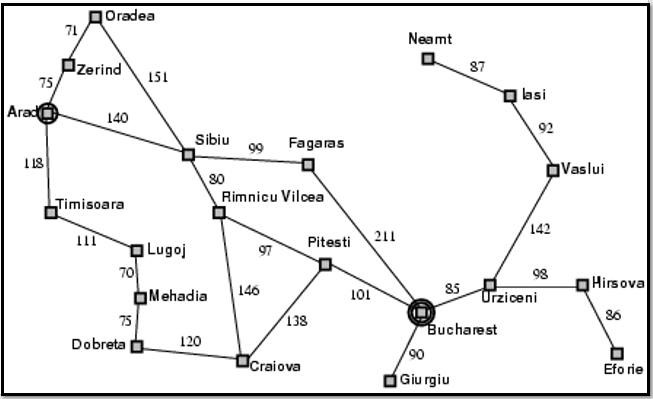 Oradea
71
Neamt
Zerind
87
75
151
Iasi
Arad
140
92
Sibiu
Fagaras
99
118
Vaslui
80
Timisoara
Rimnicu Vilcea
142
111
211
Lugoj
97
Pitesti
70
98
Hirsova
Mehadia
146
101
85
Urziceni
75
138
86
Bucharest
Dobreta
120
90
Craiova
Eforie
Giurgiu